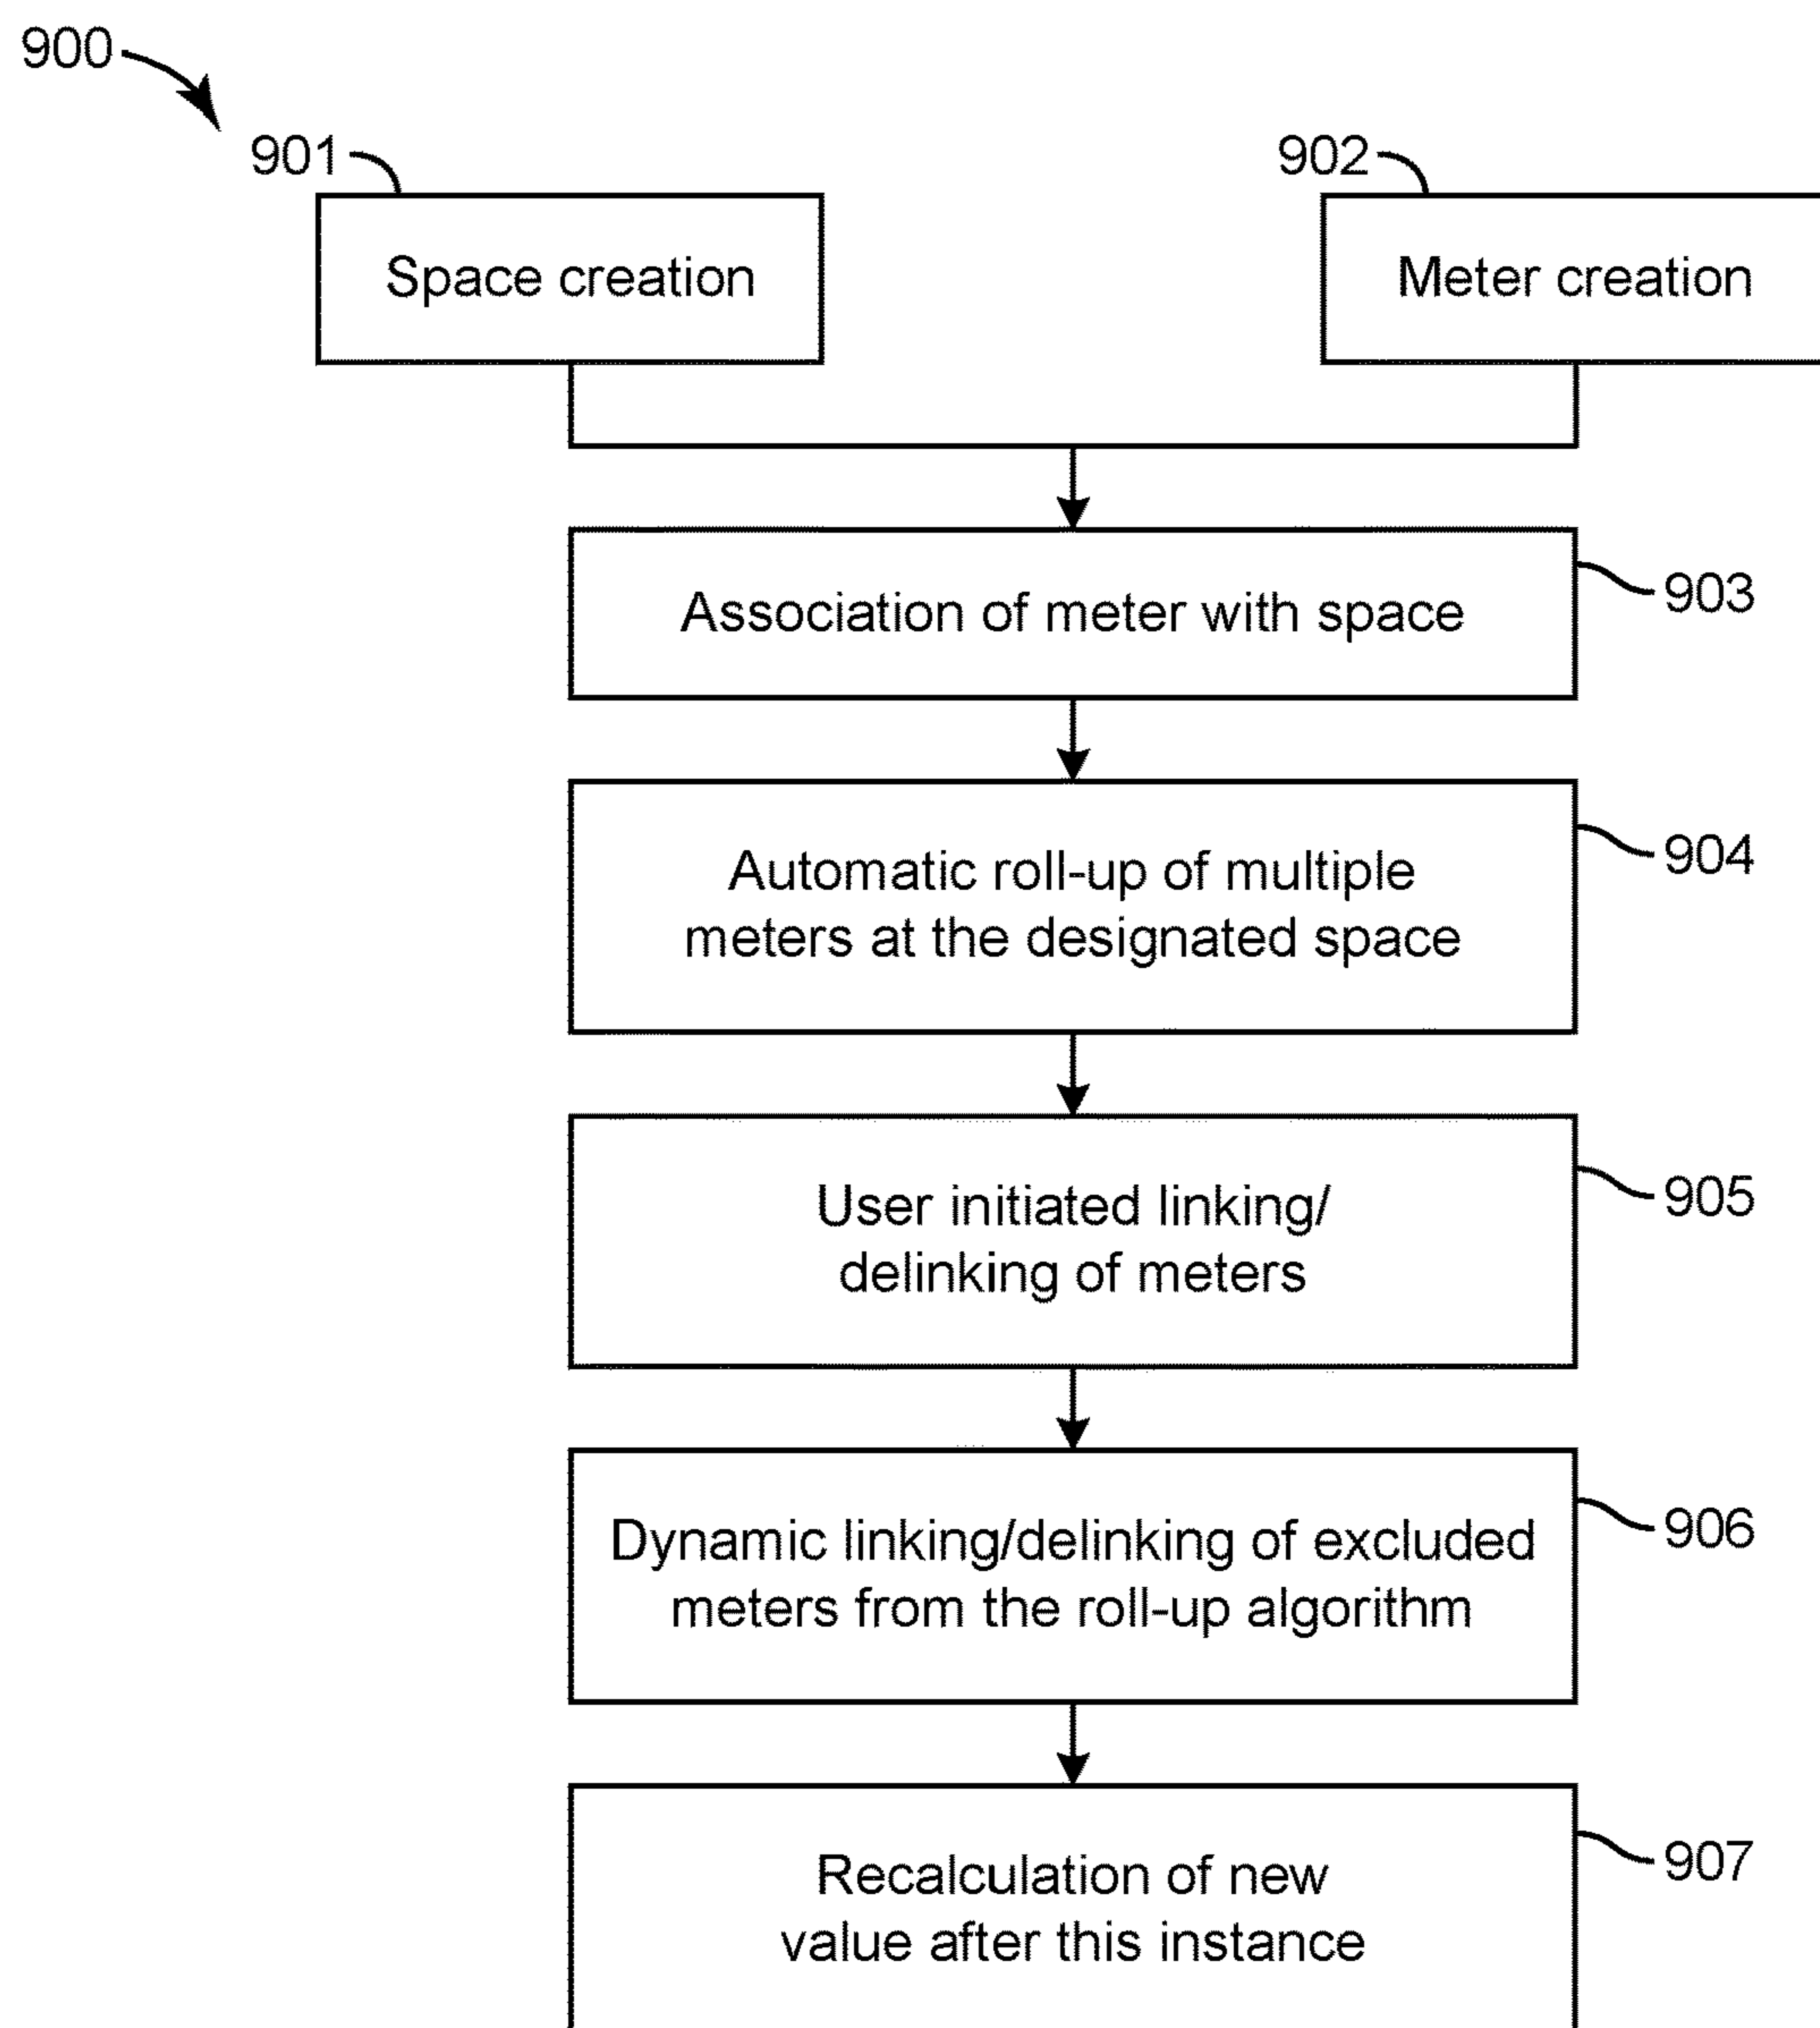 900
901
902
Space creation
Meter creation
Association of meter with space
903
Automatic roll-up of multiple
meters at the designated space
904
User initiated linking/
delinking of meters
905
Dynamic linking/delinking of excluded
meters from the roll-up algorithm
906
Recalculation of new
value after this instance
907